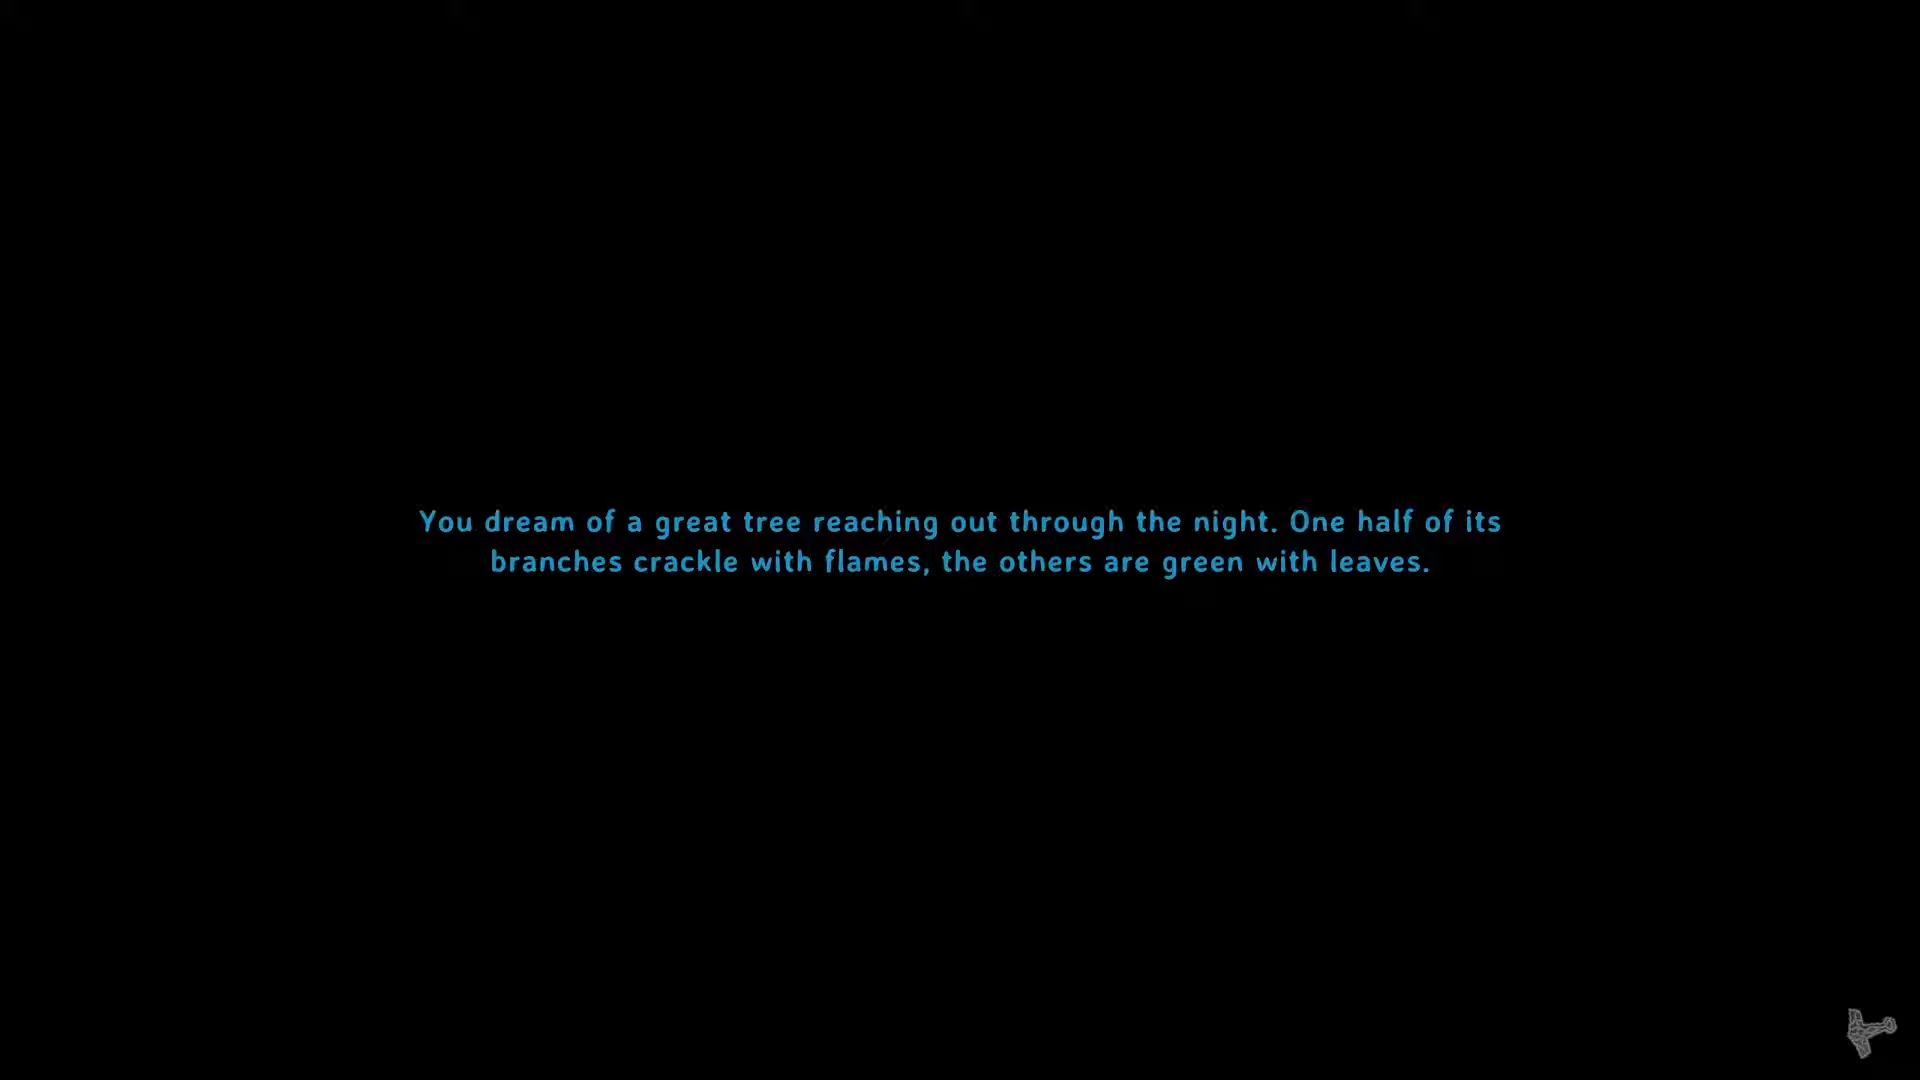 You dream of a great tree reaching out through the night. One half of its
branches crackle with flames, the others are green with leaves.